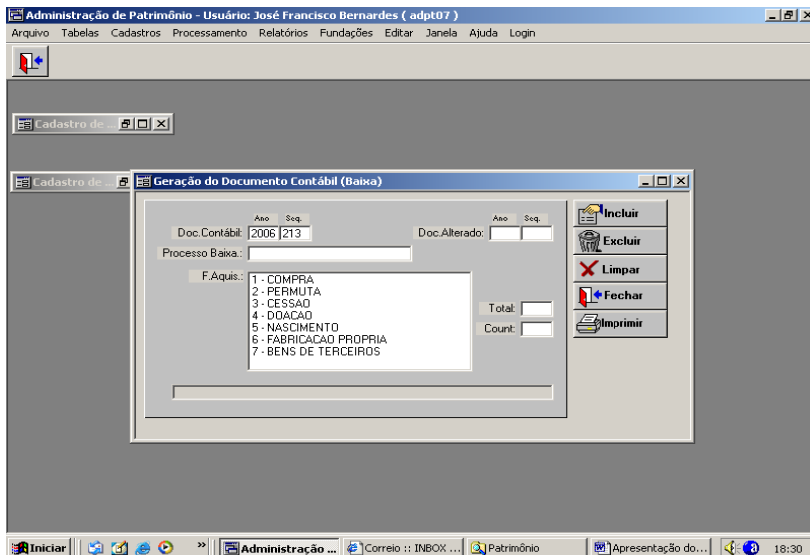 Administração de Patrimônio - Usuário: José Francisco Bernardes ( adpt07 )
Arquivo Tabelas Cadastros Processamento Relatórios Fundações Editar Janela Ajuda Login
Cadastro de ...
Cadastro de ...
Geração do Documento Contábil (Baixa)
Ano Seq. Ano Seq.
Doc.Contábil: 2006 213 Doc.Alterado:
Processo Baixa.:
F.Aquis.:
1 - COMPRA
2 - PERMUTA
3 - CESSAO
4 - DOACAO
5 - NASCIMENTO
6 - FABRICACAO PROPRIA
7 - BENS DE TERCEIROS
Total:
Count:
Incluir
Excluir
Limpar
Fechar
Imprimir
Iniciar » Administração ... Correio :: INBOX ... Patrimônio Apresentação do... 18:30